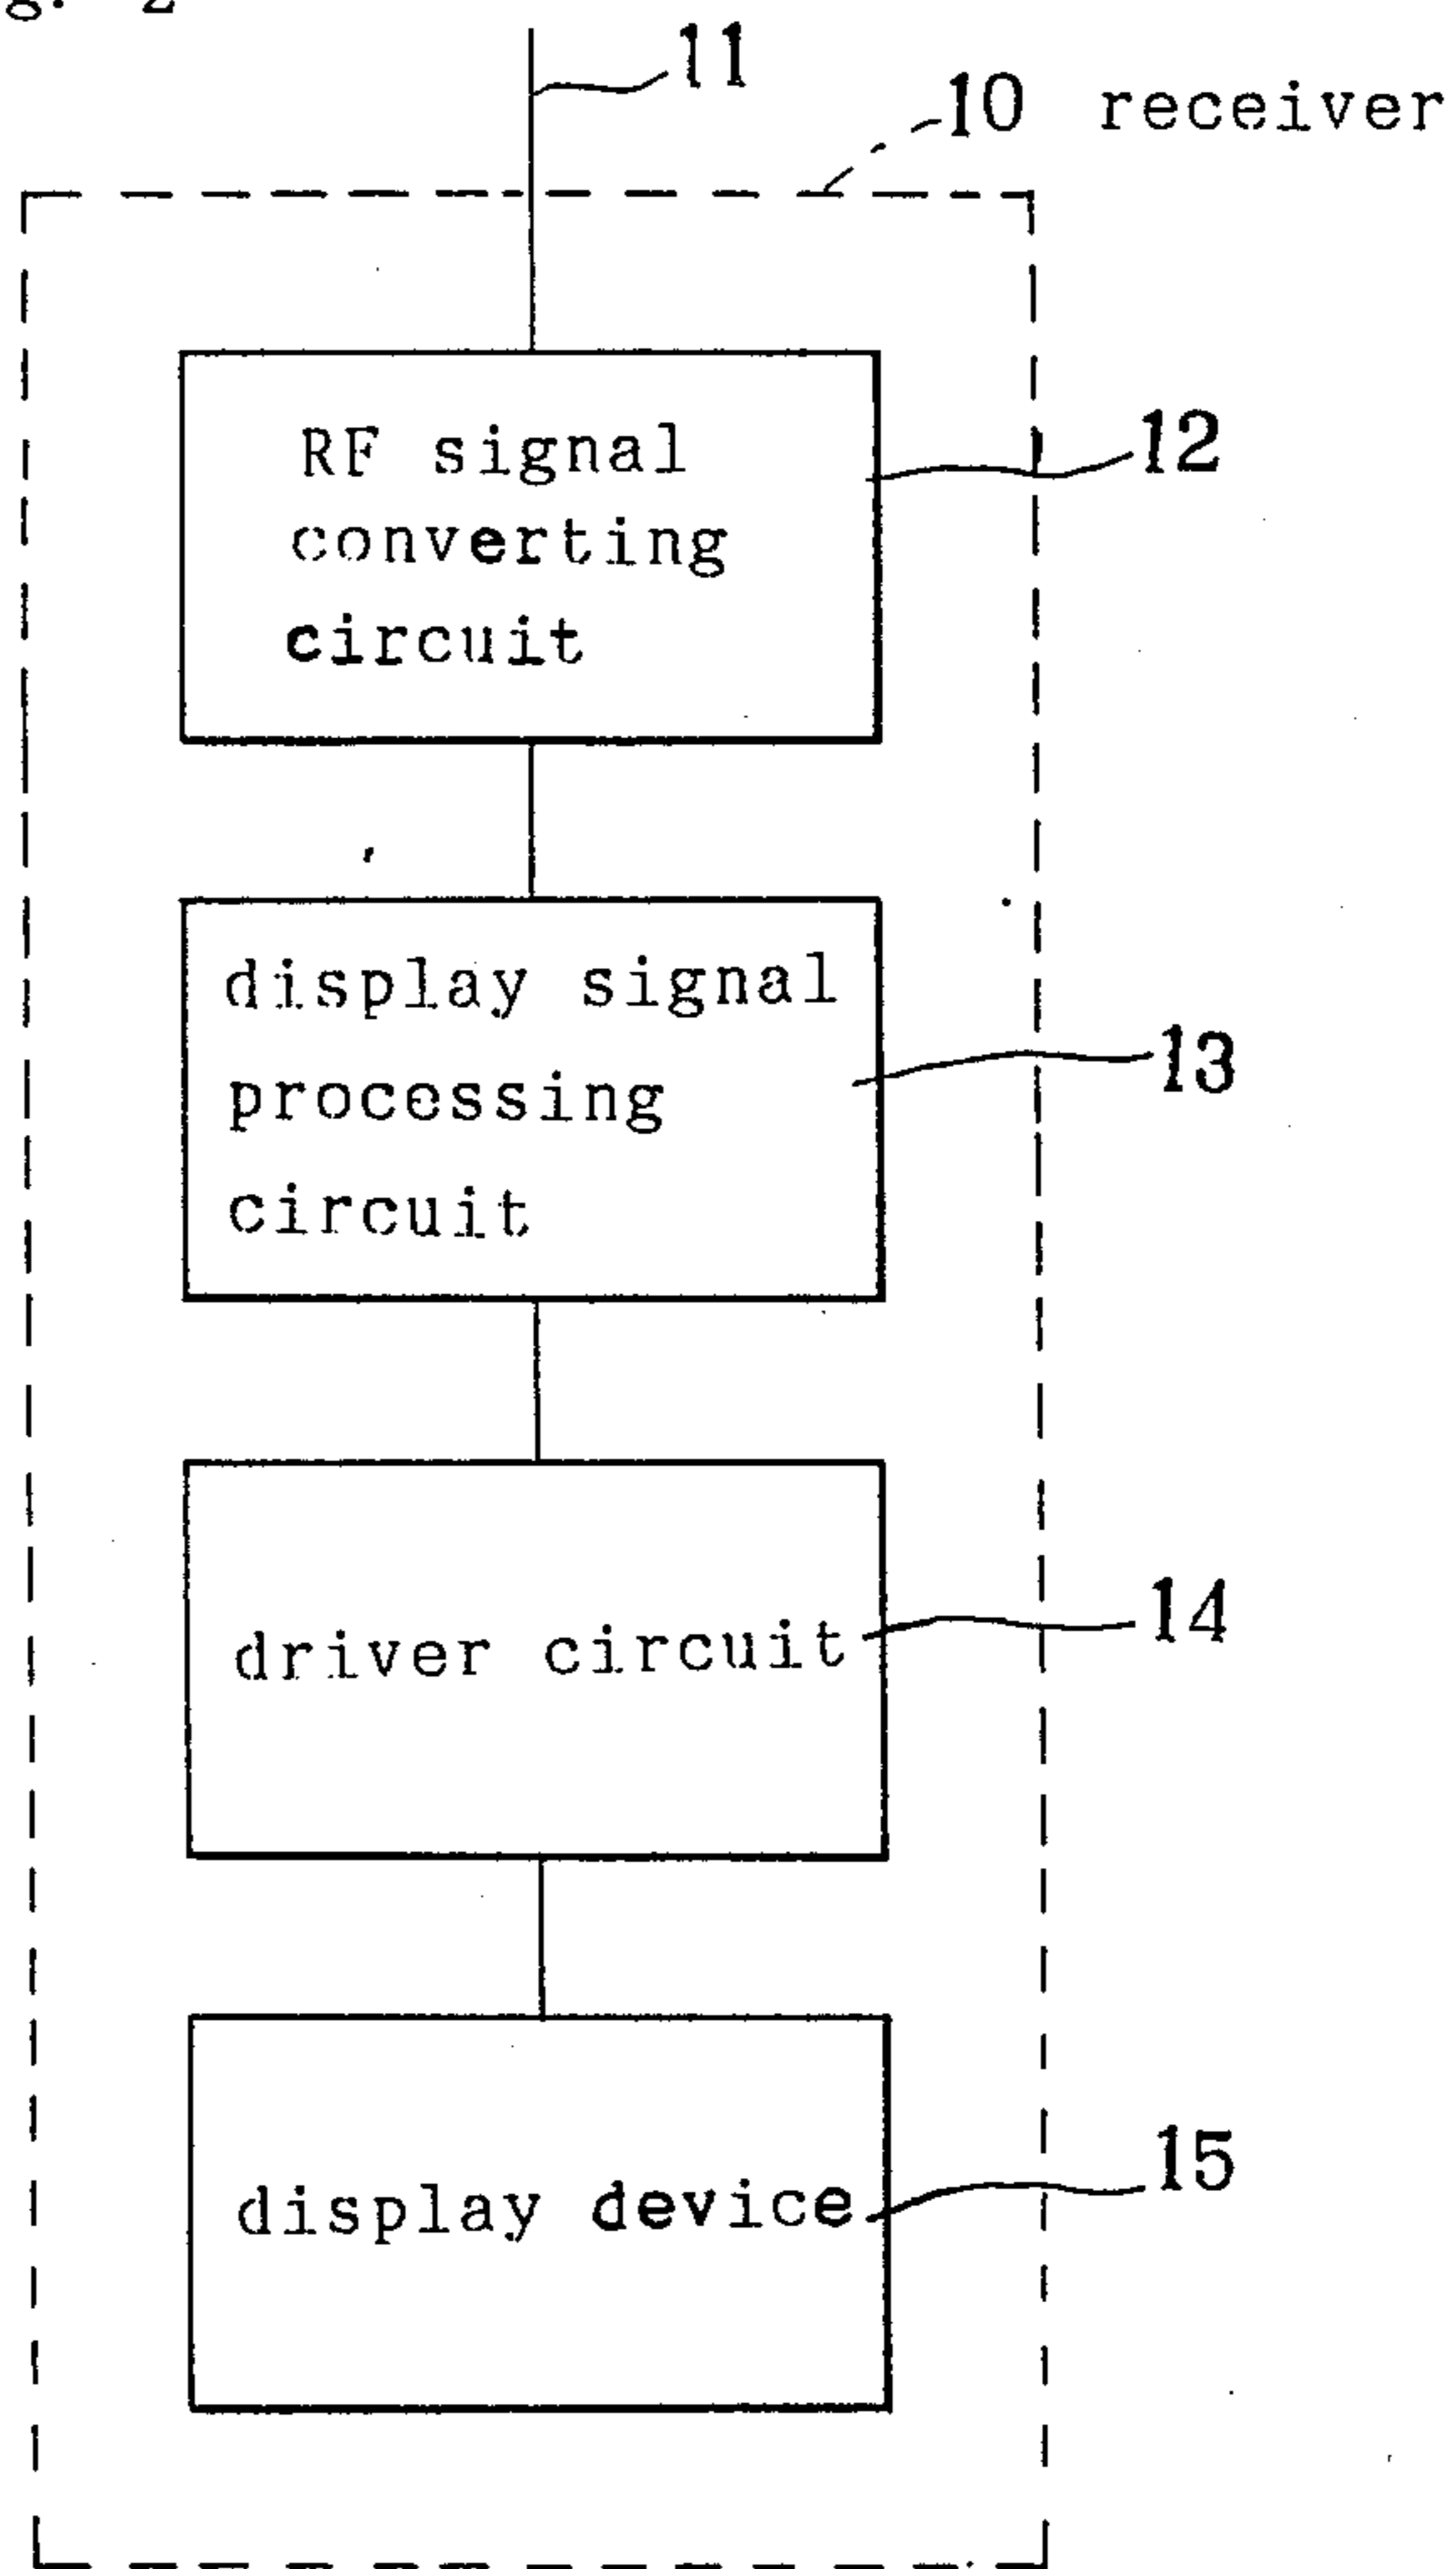 g. 2
11
10 receiver
RF signal
converting
circuit
12
display signal
processing
circuit
13
driver circuit
14
display device
15